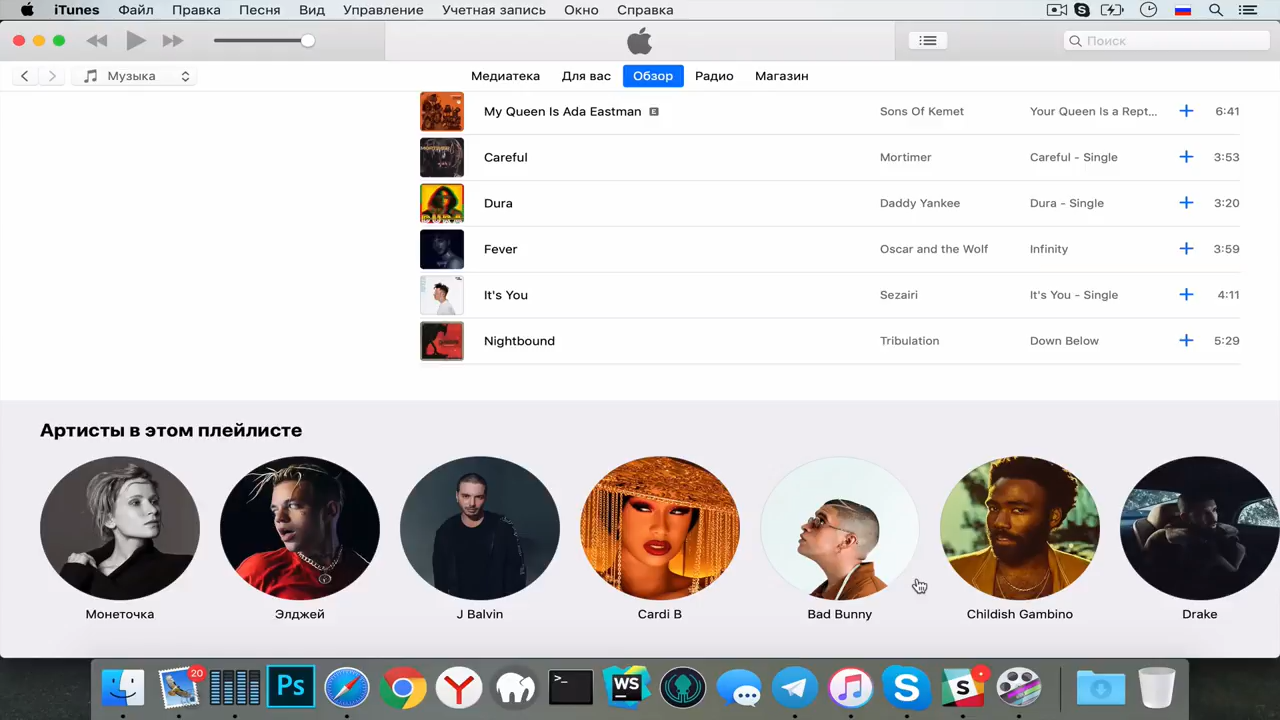 iTunes Файл Правка Песня Вид Управление Учетная запись Окно Справка
Поиск
Музыка Медиатека Для вас Обзор Радио Магазин
My Queen Is Ada Eastman E Sons Of Kemet Your Queen Is a Rept... + 6:41
Careful Mortimer Careful - Single + 3:53
DURA Dura Daddy Yankee Dura - Single + 3:20
Fever Oscar and the Wolf Infinity + 3:59
It's You Sezairi It's You - Single + 4:11
Nightbound Tribulation Down Below + 5:29
Артисты в этом плейлисте
Монеточка Элджей J Balvin Cardi B Bad Bunny Childish Gambino Drake
20 Ps Y >_ WS S S